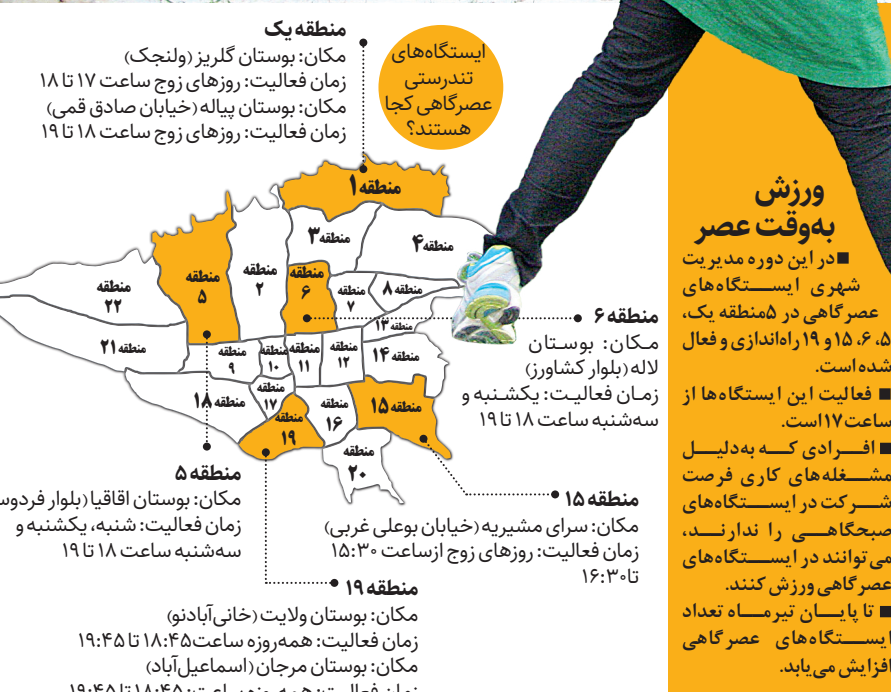 ایستگاه‌های
تندرستی
عصرگاهی کجا
هستند؟
منطقه یک
مکان: بوستان گلریز (ولنجک)
زمان فعالیت: روزهای زوج ساعت ۱۷ تا ۱۸
مکان: بوستان پیاله (خیابان صادق قمی)
زمان فعالیت: روزهای زوج ساعت ۱۸ تا ۱۹
ورزش
به‌وقت عصر
■ در این دوره مدیریت
شهری ایستگاه‌های
عصرگاهی در ۵منطقه یک،
۵، ۶، ۱۵ و ۱۹ راه‌اندازی و فعال
شده است.
■ فعالیت این ایستگاه‌ها از
ساعت۱۷است.
■ افرادی که به‌دلیل
مشغله‌های کاری فرصت
شرکت در ایستگاه‌های
صبحگاهی را ندارند،
می‌توانند در ایستگاه‌های
عصرگاهی ورزش کنند.
■ تا پایان تیرماه تعداد
ایستگاه‌های عصرگاهی
افزایش می‌یابد.
منطقه ۱
منطقه ۳
منطقه ۴
منطقه ۵
منطقه ۲
منطقه ۶
منطقه ۷
منطقه ۸
منطقه ۲۲
منطقه ۱۳
منطقه ۲۱
منطقه ۹
منطقه ۱۰
منطقه ۱۱
منطقه ۱۲
منطقه ۱۴
منطقه ۱۸
منطقه ۱۷
منطقه ۱۶
منطقه ۱۵
منطقه ۱۹
منطقه ۲۰
منطقه ۶
مکان: بوستان
لاله (بلوار کشاورز)
زمان فعالیت: یکشنبه و
سه‌شنبه ساعت ۱۸ تا ۱۹
منطقه ۵
مکان: بوستان اقاقیا (بلوار
زمان فعالیت: شنبه، یکشنبه و
سه‌شنبه ساعت ۱۸ تا ۱۹
منطقه ۱۵
مکان: سرای مشیریه (خیابان بوعلی غربی)
زمان فعالیت: روزهای زوج ازساعت ۱۵:۳۰
تا۱۶:۳۰
منطقه ۱۹
مکان: بوستان ولایت (خانی‌آبادنو)
زمان فعالیت: همه‌روزه ساعت۱۸:۴۵ تا ۱۹:۴۵
مکان: بوستان مرجان (اسماعیل‌آباد)
زمان فعالیت: همه‌روزه ساعت: ۱۸:۴۵ تا ۱۹:۴۵